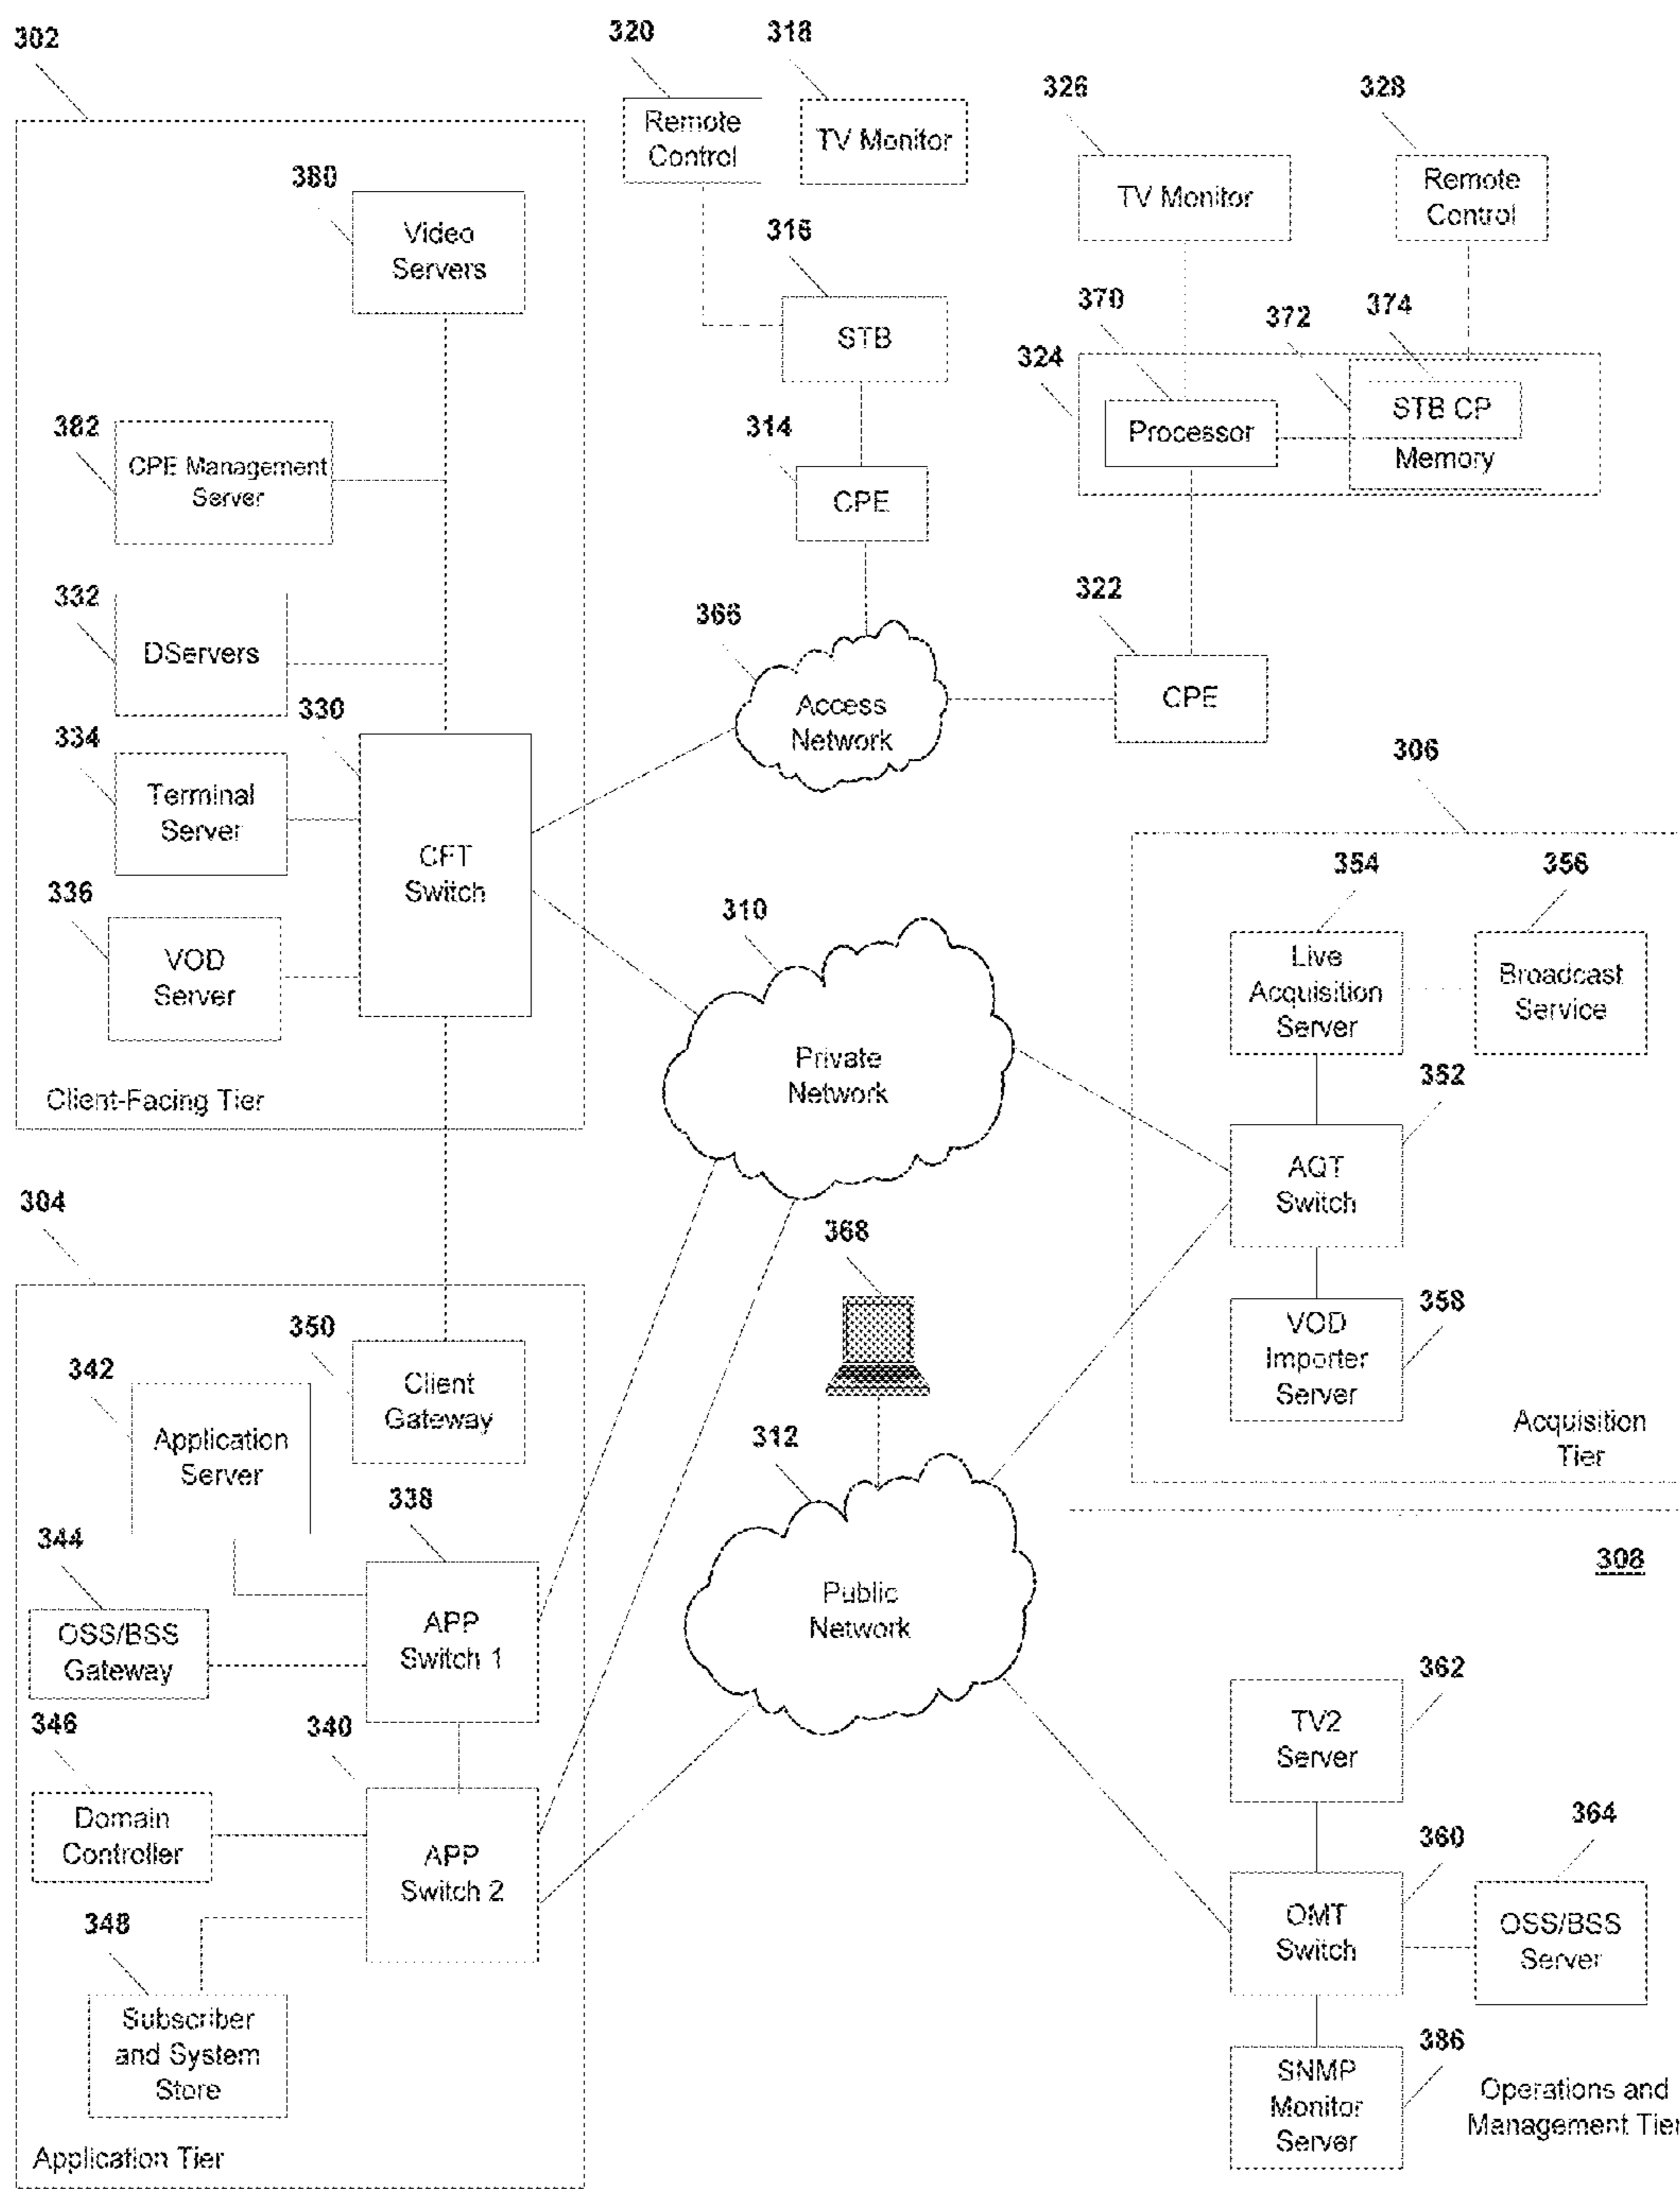 302
320
318
326
328
Remote
Control
TV Monitor
TV Monitor
Remote
Control
380
Video
Servers
316
STB
370
372
374
324
Processor
STB CP
Memory
382
CPE Management
Server
314
CPE
332
DServers
366
Access
Network
322
CPE
330
334
Terminal
Server
CFT
Switch
306
354
356
336
VOD
Server
310
Private
Network
Live
Acquisition
Server
Broadcast
Service
352
Client-Facing Tier
AQT
Switch
304
368
350
Client
Gateway
358
VOD
Importer
Server
342
Application
Server
312
Acquisition
Tier
338
344
308
OSS/BSS
Gateway
APP
Switch 1
Public
Network
362
TV2
Server
346
340
Domain
Controller
APP
Switch 2
360
364
OMT
Switch
OSS/BSS
Server
348
Subscriber
and System
Store
386
SNMP
Monitor
Server
Operations and
Management Tier
Application Tier